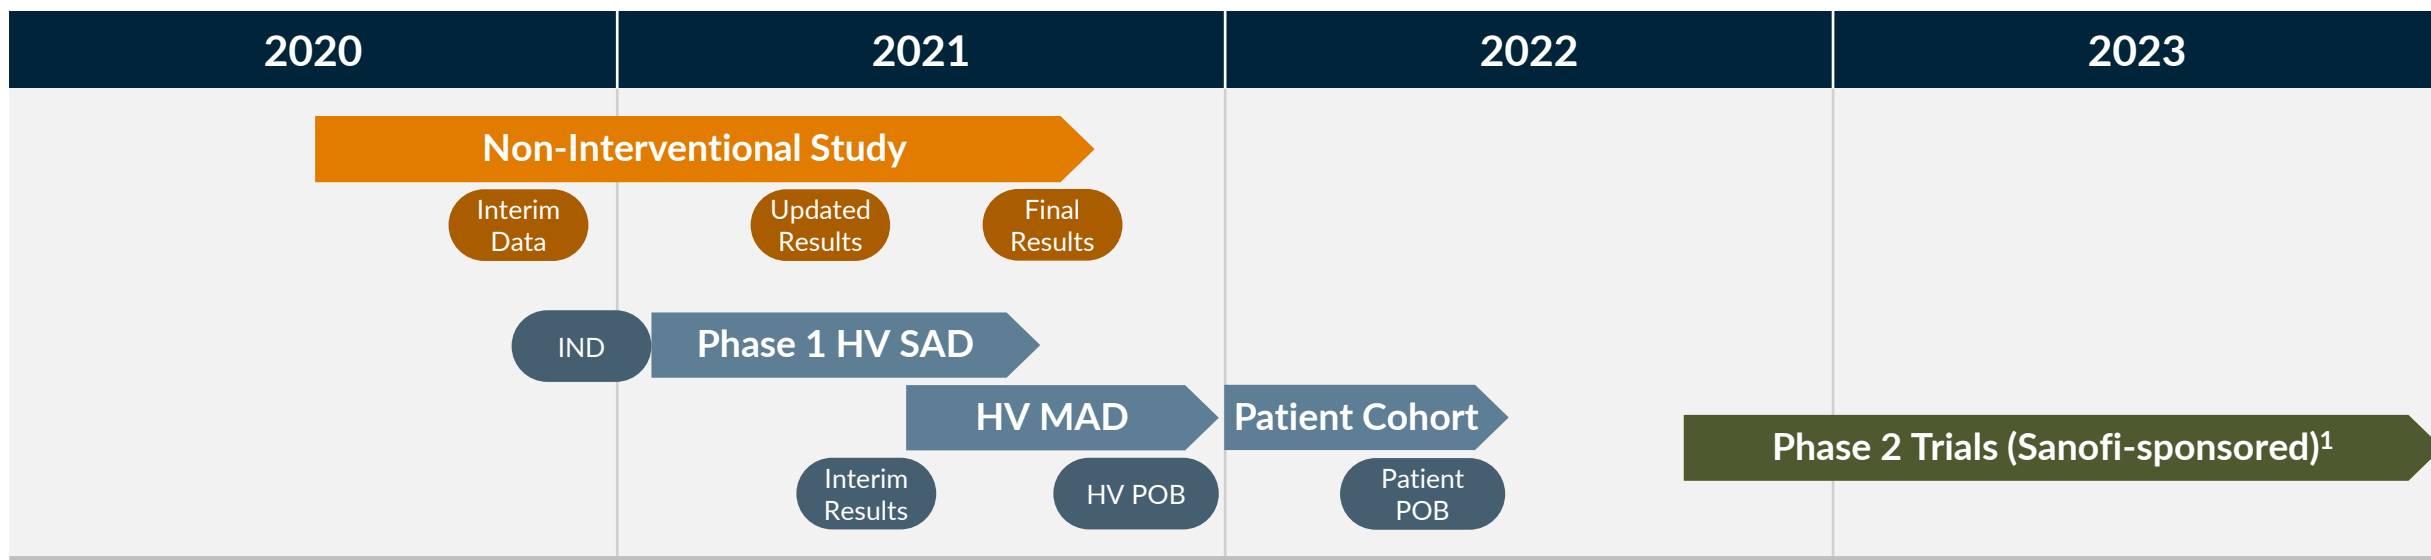 2020
2021
2022
2023
Non-Interventional Study
Interim
Data
Updated
Results
Final
Results
IND
Phase 1 HV SAD
HV MAD
Patient Cohort
Phase 2 Trials (Sanofi-sponsored)¹
Interim
Results
HV POB
Patient
POB